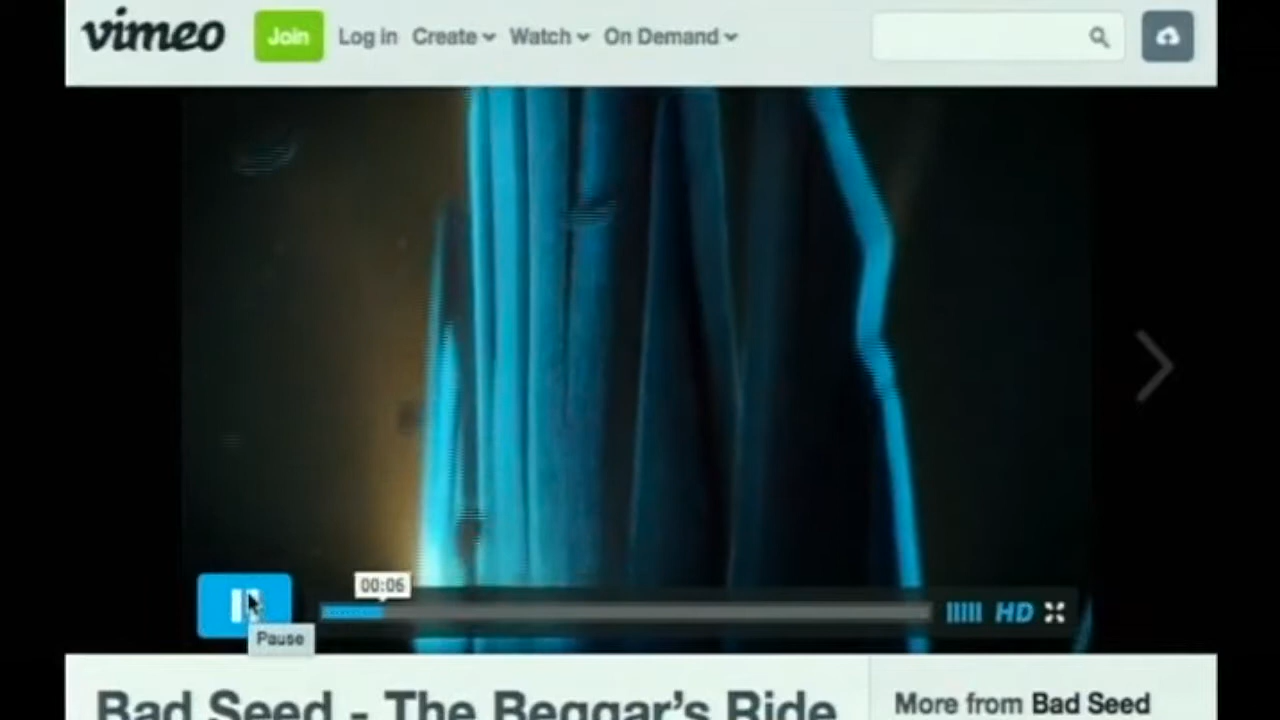 vimeo Join Log in Create Watch On Demand
00:06
HD
Pause
Bad Seed - The Beggar's Ride
More from Bad Seed